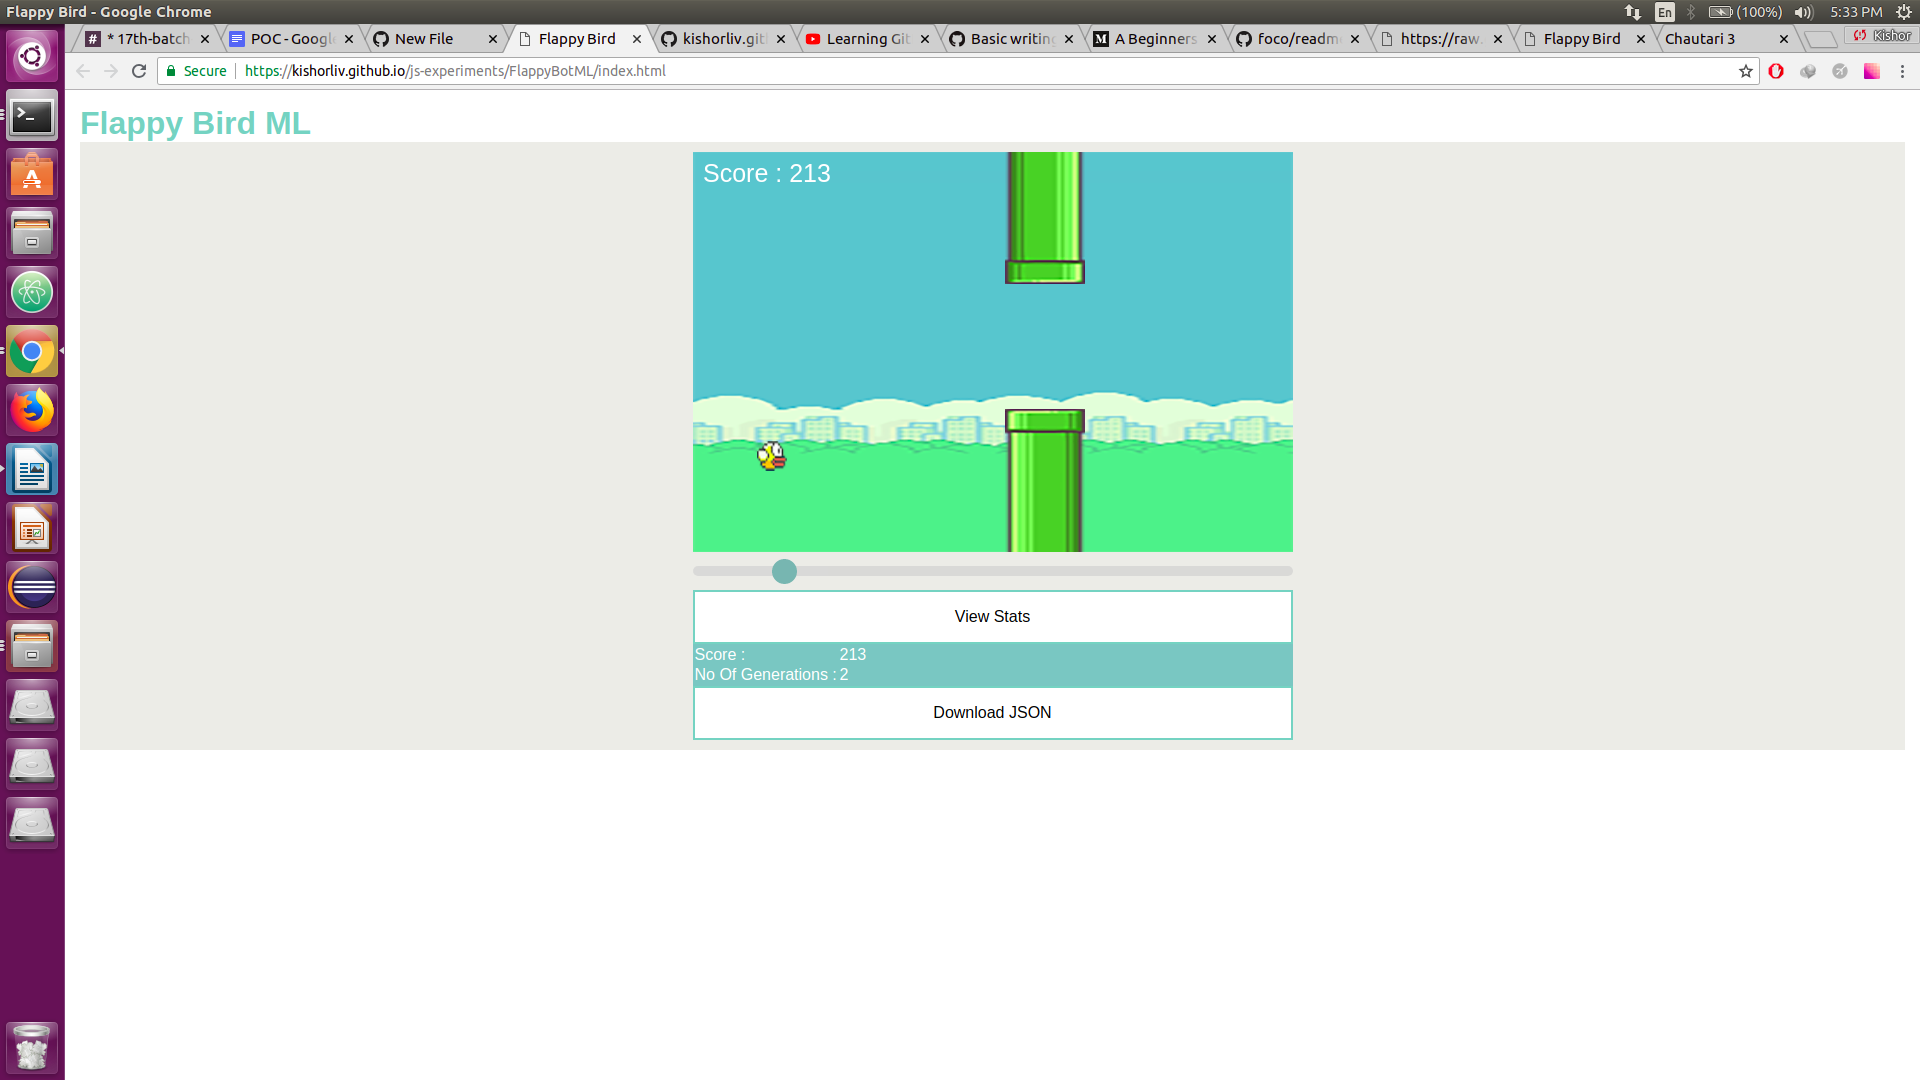 Flappy Bird - Google Chrome
En
(100%)
5:33 PM
* 17th-batch
POC - Google
New File
Flappy Bird
kishorliv.git
Learning Git
Basic writing
A Beginners
foco/readme
https://raw.
Flappy Bird
Chautari 3
Kishor
Secure
https://kishorliv.github.io/js-experiments/FlappyBotML/index.html
Flappy Bird ML
Score : 213
View Stats
Score : 213
No Of Generations : 2
Download JSON